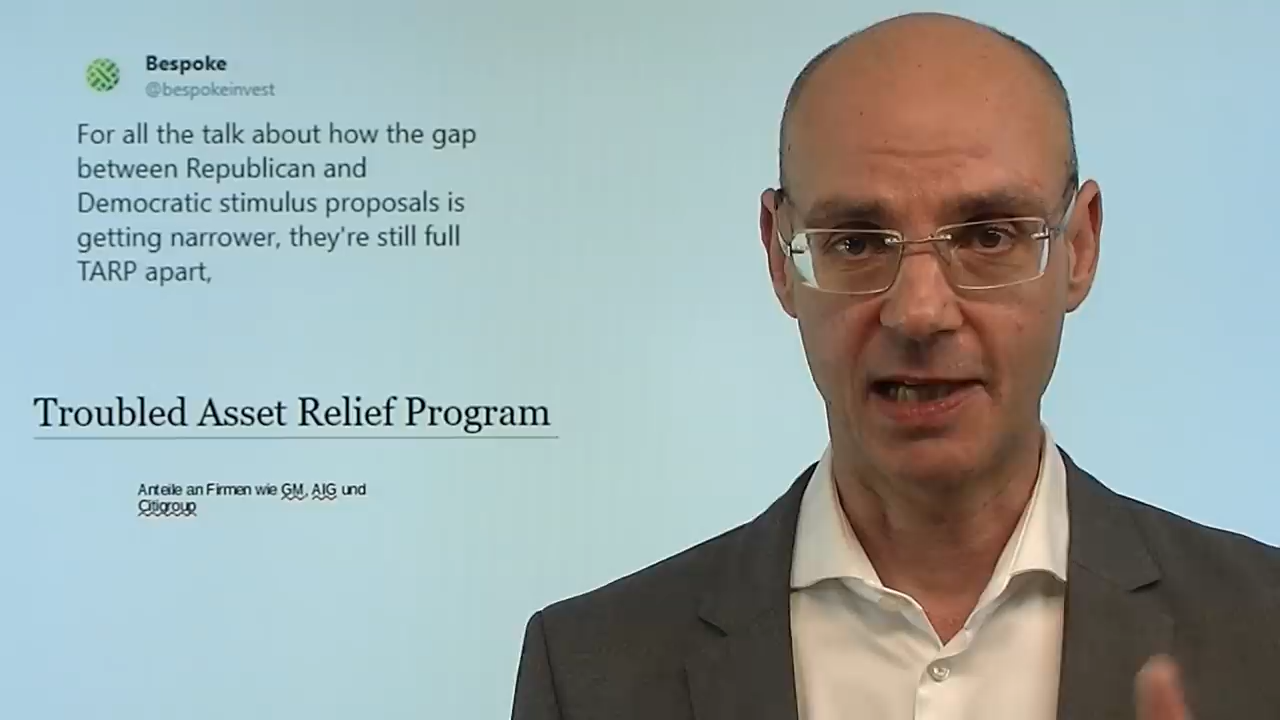 Bespoke
@bespokeinvest
For all the talk about how the gap
between Republican and
Democratic stimulus proposals is
getting narrower, they're still full
TARP apart,
Troubled Asset Relief Program
Anteile an Firmen wie GM, AIG und
Citigroup